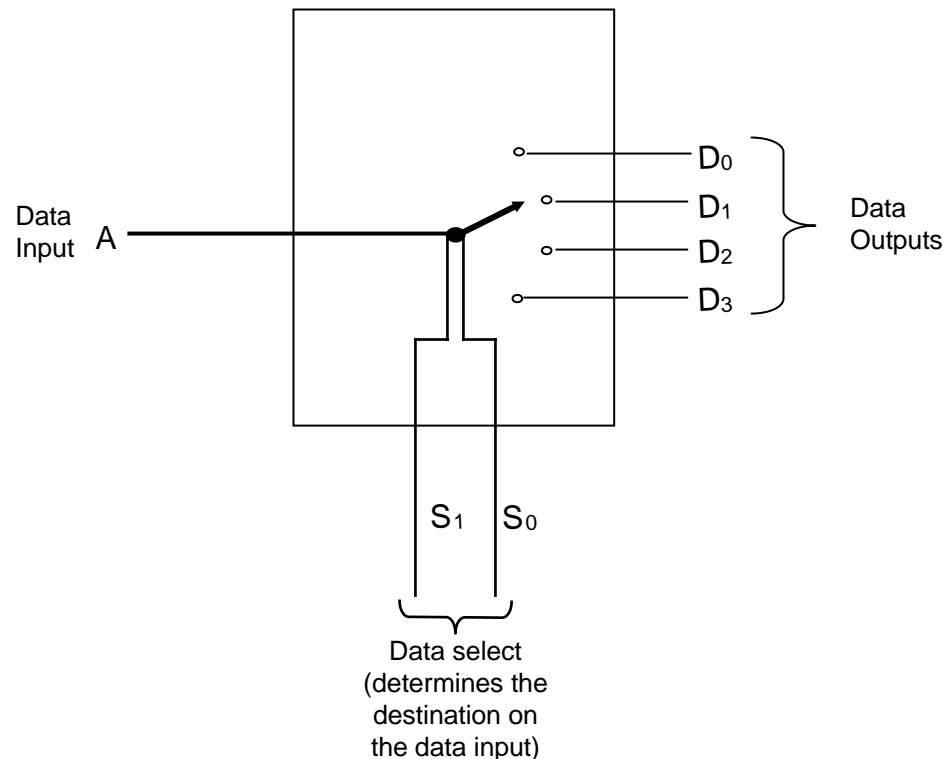 D0
D1
D2
D3
Data
Input
A
Data
Outputs
S1
S0
Data select
(determines the
destination on
the data input)